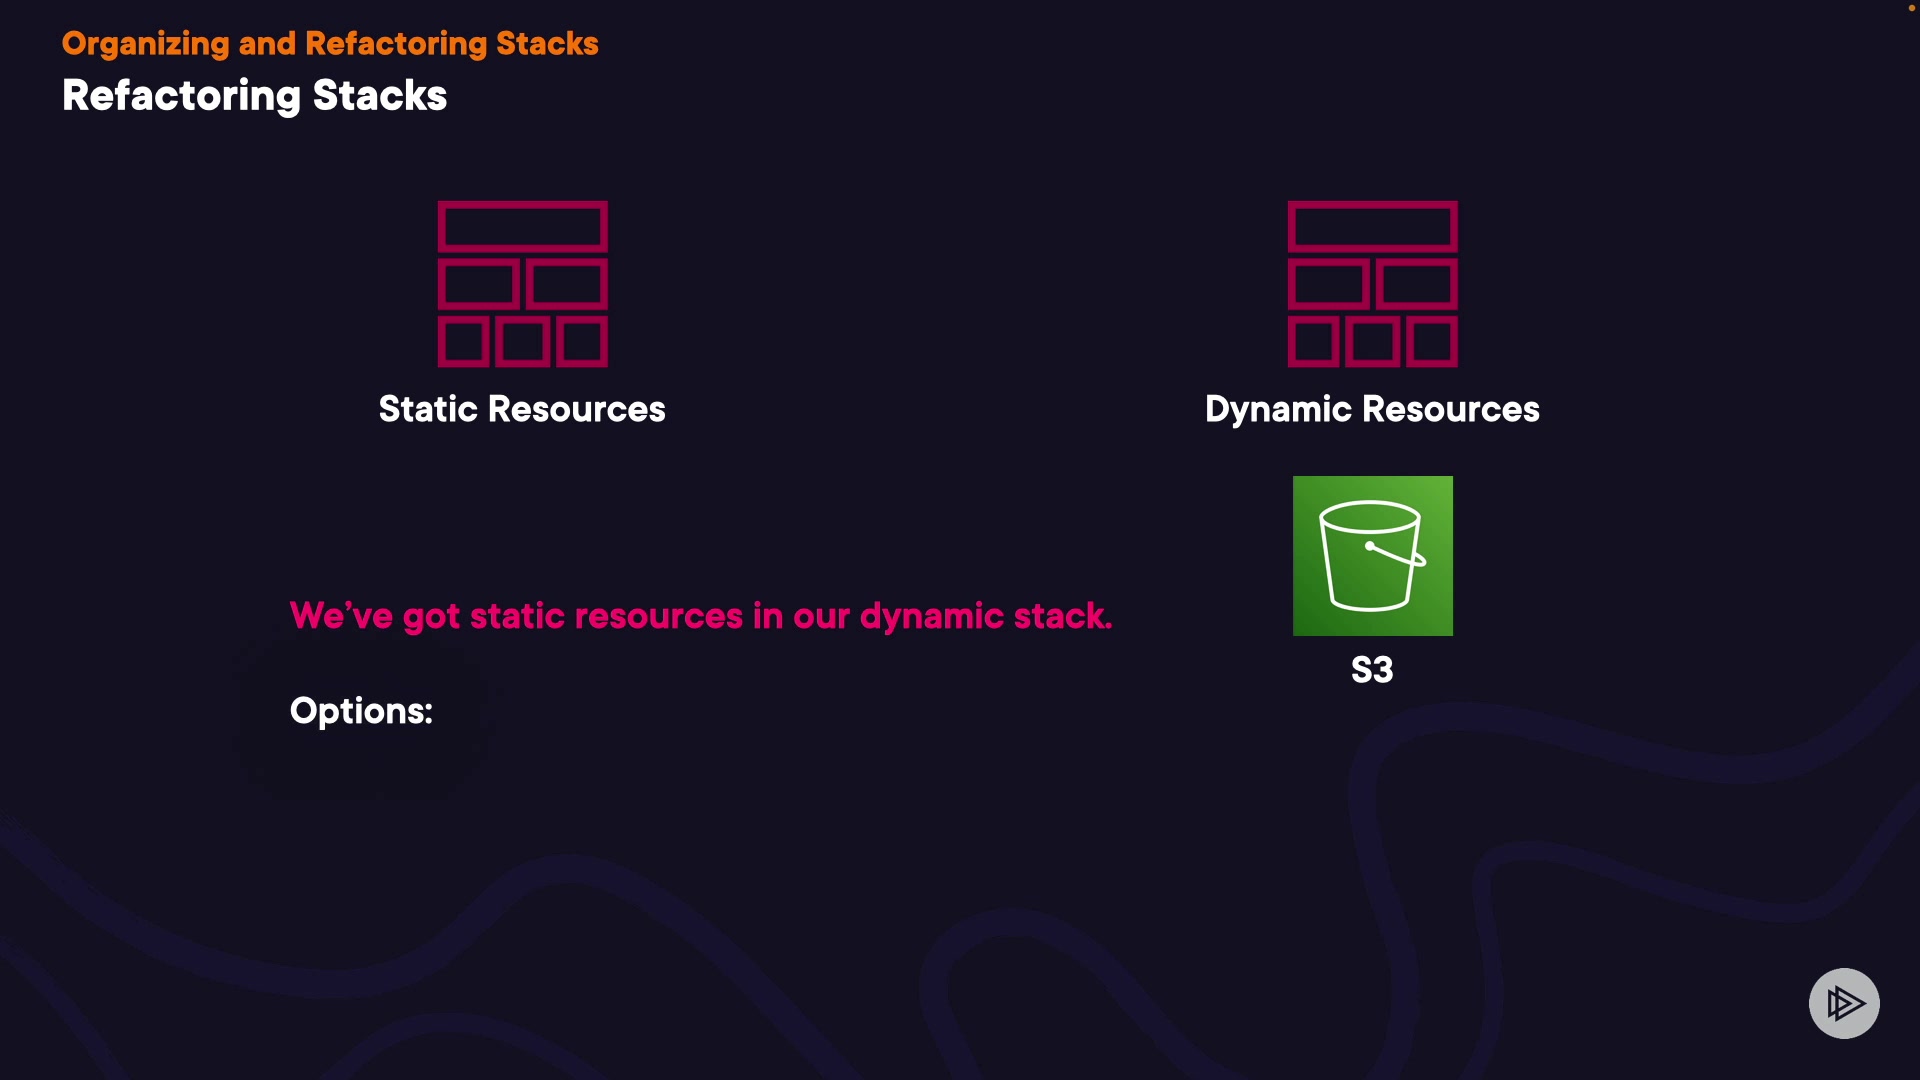 Organizing and Refactoring Stacks
Refactoring Stacks
Static Resources
Dynamic Resources
We’ve got static resources in our dynamic stack.
S3
Options: